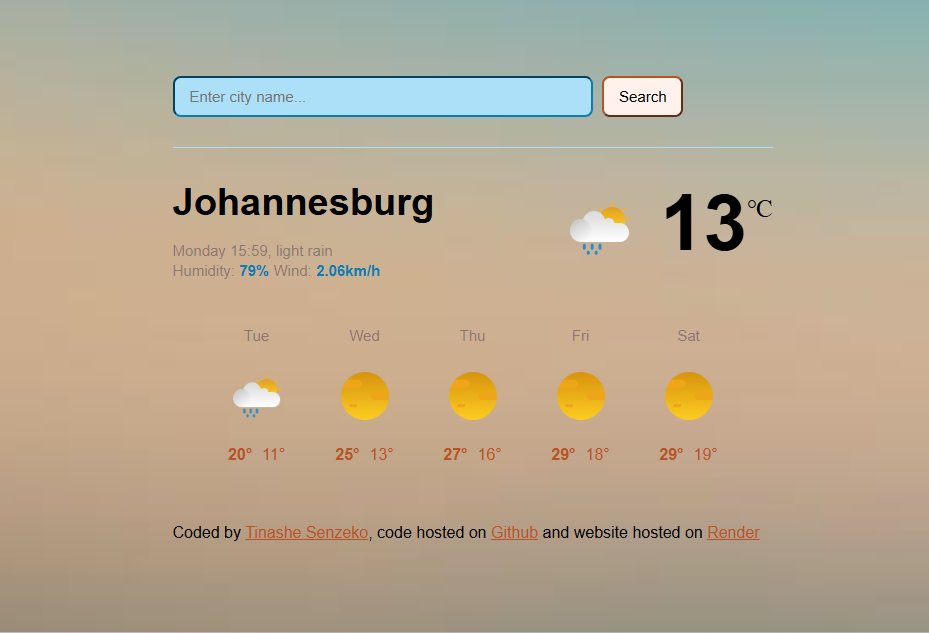 Enter city name...
Search
Johannesburg
13°C
Monday 15:59, light rain
Humidity: 79% Wind: 2.06km/h
Tue Wed Thu Fri Sat
20° 11° 25° 13° 27° 16° 29° 18° 29° 19°
Coded by Tinashe Senzeko, code hosted on Github and website hosted on Render